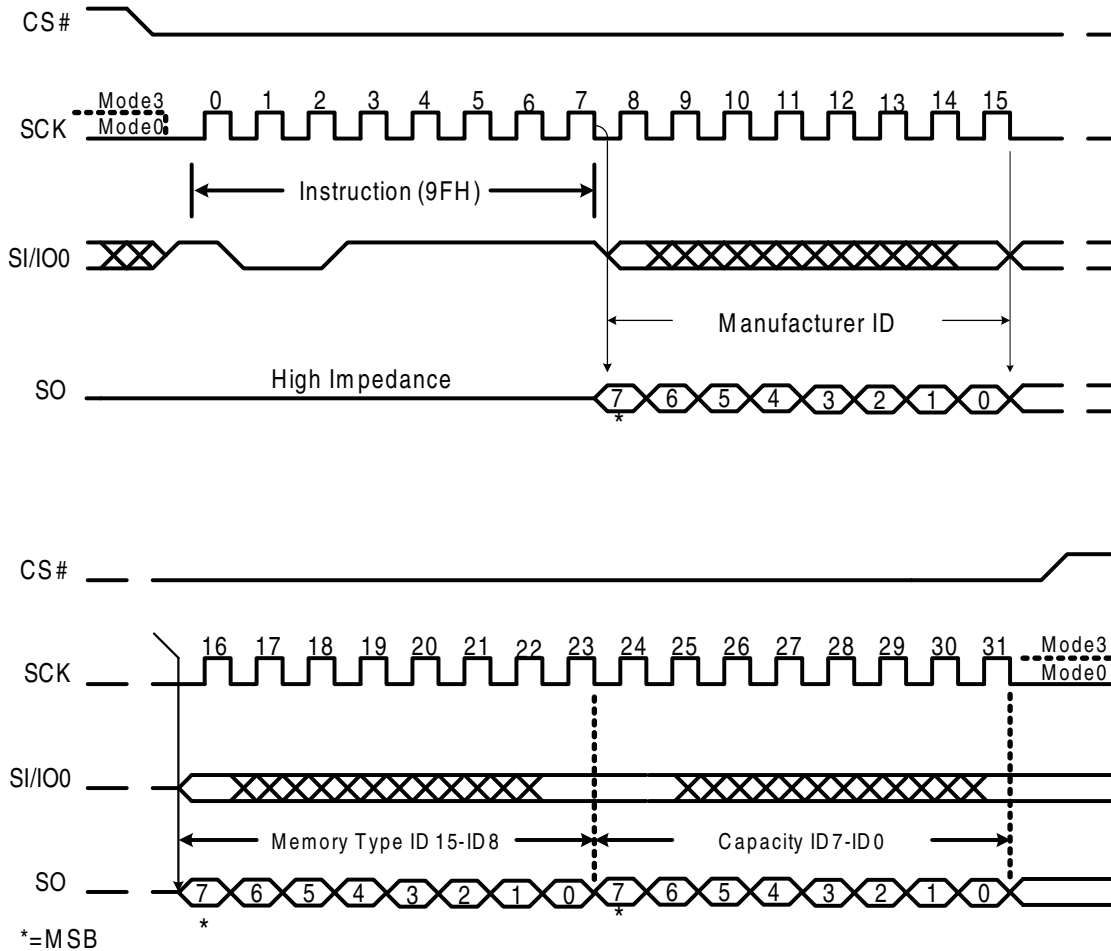 CS#
Mode3
0 1 2 3 4 5 6 7 8 9 10 11 12 13 14 15
SCK
Mode0
Instruction (9FH)
SI/IO0
Manufacturer ID
High Impedance
SO
7 6 5 4 3 2 1 0
*
CS#
16 17 18 19 20 21 22 23 24 25 26 27 28 29 30 31
Mode3
SCK
Mode0
SI/IO0
Memory Type ID 15-ID8
Capacity ID7-ID0
SO
7 6 5 4 3 2 1 0 7 6 5 4 3 2 1 0
* *
*=MSB